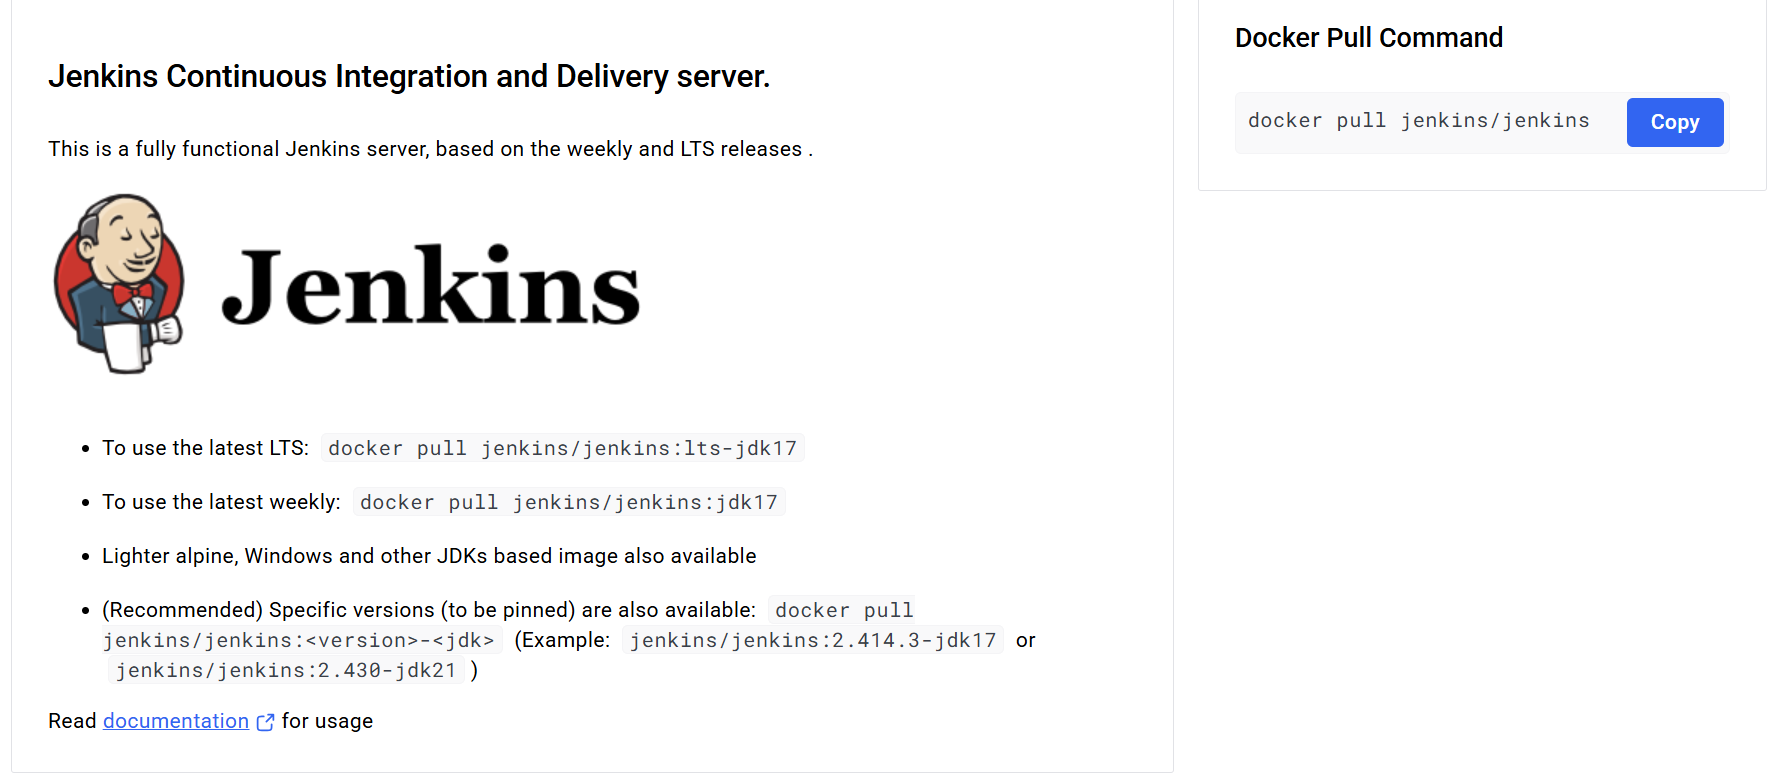 Jenkins Continuous Integration and Delivery server.
This is a fully functional Jenkins server, based on the weekly and LTS releases .
Jenkins
• To use the latest LTS: docker pull jenkins/jenkins:lts-jdk17
• To use the latest weekly: docker pull jenkins/jenkins:jdk17
• Lighter alpine, Windows and other JDKs based image also available
• (Recommended) Specific versions (to be pinned) are also available: docker pull
jenkins/jenkins:<version>-<jdk> (Example: jenkins/jenkins:2.414.3-jdk17 or
jenkins/jenkins:2.430-jdk21 )
Read documentation for usage
Docker Pull Command
docker pull jenkins/jenkins
Copy